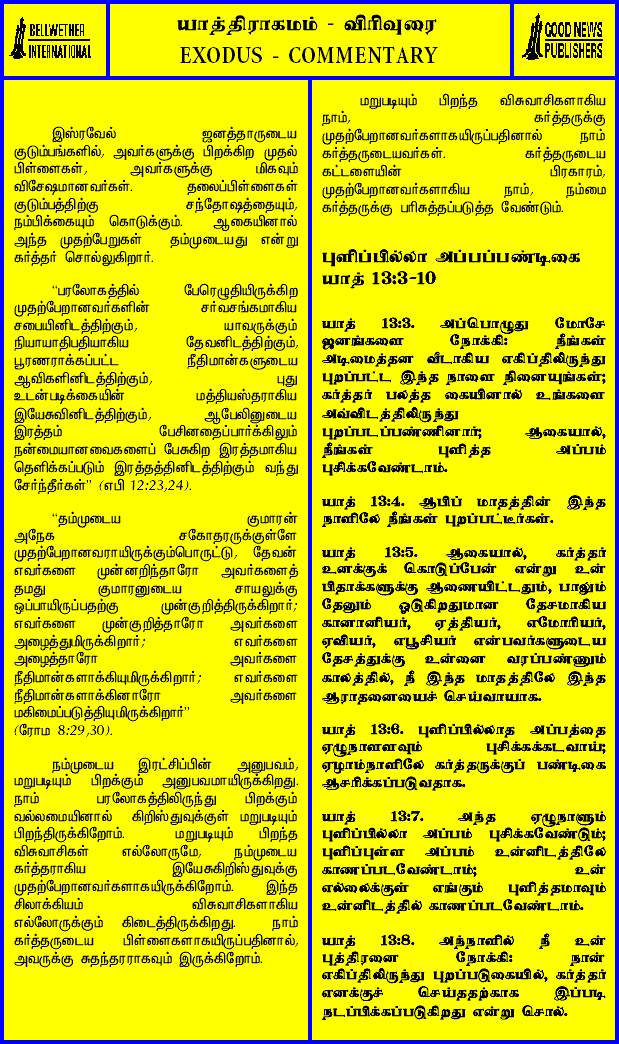 BELLWETHER
INTERNATIONAL
யாத்திராகமம் - விரிவுரை
EXODUS - COMMENTARY
GOOD NEWS
PUBLISHERS
இஸ்ரவேல் ஜனத்தாருடைய
குடும்பங்களில், அவர்களுக்கு பிறக்கிற முதல்
பிள்ளைகள், அவர்களுக்கு மிகவும்
விசேஷமானவர்கள். தலைப்பிள்ளைகள்
குடும்பத்திற்கு சந்தோஷத்தையும்,
நம்பிக்கையும் கொடுக்கும். ஆகையினால்
அந்த முதற்பேறுகள் தம்முடையது என்று
கர்த்தர் சொல்லுகிறார்.
“பரலோகத்தில் பேரெழுதியிருக்கிற
முதற்பேறானவர்களின் சர்வசங்கமாகிய
சபையினிடத்திற்கும், யாவருக்கும்
நியாயாதிபதியாகிய தேவனிடத்திற்கும்,
பூரணராக்கப்பட்ட நீதிமான்களுடைய
ஆவிகளினிடத்திற்கும், புது
உடன்படிக்கையின் மத்தியஸ்தராகிய
இயேசுவினிடத்திற்கும், ஆபேலினுடைய
இரத்தம் பேசினதைப்பார்க்கிலும்
நன்மையானவைகளைப் பேசுகிற இரத்தமாகிய
தெளிக்கப்படும் இரத்தத்தினிடத்திற்கும் வந்து
சேர்ந்தீர்கள்” (எபி 12:23,24).
“தம்முடைய குமாரன்
அநேக சகோதரருக்குள்ளே
முதற்பேறானவராயிருக்கும்பொருட்டு, தேவன்
எவர்களை முன்னறிந்தாரோ அவர்களைத்
தமது குமாரனுடைய சாயலுக்கு
ஒப்பாயிருப்பதற்கு முன்குறித்திருக்கிறார்;
எவர்களை முன்குறித்தாரோ அவர்களை
அழைத்துமிருக்கிறார்; எவர்களை
அழைத்தாரோ அவர்களை
நீதிமான்களாக்கியுமிருக்கிறார்; எவர்களை
நீதிமான்களாக்கினாரோ அவர்களை
மகிமைப்படுத்தியுமிருக்கிறார்”
(ரோம 8:29,30).
நம்முடைய இரட்சிப்பின் அனுபவம்,
மறுபடியும் பிறக்கும் அனுபவமாயிருக்கிறது.
நாம் பரலோகத்திலிருந்து பிறக்கும்
வல்லமையினால் கிறிஸ்துவுக்குள் மறுபடியும்
பிறந்திருக்கிறோம். மறுபடியும் பிறந்த
விசுவாசிகள் எல்லோருமே, நம்முடைய
கர்த்தராகிய இயேசுகிறிஸ்துவுக்கு
முதற்பேறானவர்களாகயிருக்கிறோம். இந்த
சிலாக்கியம் விசுவாசிகளாகிய
எல்லோருக்கும் கிடைத்திருக்கிறது. நாம்
கர்த்தருடைய பிள்ளைகளாகயிருப்பதினால்,
அவருக்கு சுதந்தரராகவும் இருக்கிறோம்.
மறுபடியும் பிறந்த விசுவாசிகளாகிய
நாம், கர்த்தருக்கு
முதற்பேறானவர்களாகயிருப்பதினால் நாம்
கர்த்தருடையவர்கள். கர்த்தருடைய
கட்டளையின் பிரகாரம்,
முதற்பேறானவர்களாகிய நாம், நம்மை
கர்த்தருக்கு பரிசுத்தப்படுத்த வேண்டும்.
புளிப்பில்லா அப்பப்பண்டிகை
யாத் 13:3-10
யாத் 13:3. அப்பொழுது மோசே
ஜனங்களை நோக்கி: நீங்கள்
அடிமைத்தன வீடாகிய எகிப்திலிருந்து
புறப்பட்ட இந்த நாளை நினையுங்கள்;
கர்த்தர் பலத்த கையினால் உங்களை
அவ்விடத்திலிருந்து
புறப்படப்பண்ணினார்; ஆகையால்,
நீங்கள் புளித்த அப்பம்
புசிக்கவேண்டாம்.
யாத் 13:4. ஆபிப் மாதத்தின் இந்த
நாளிலே நீங்கள் புறப்பட்டீர்கள்.
யாத் 13:5. ஆகையால், கர்த்தர்
உனக்குக் கொடுப்பேன் என்று உன்
பிதாக்களுக்கு ஆணையிட்டதும், பாலும்
தேனும் ஓடுகிறதுமான தேசமாகிய
கானானியர், ஏத்தியர், எமோரியர்,
ஏவியர், எபூசியர் என்பவர்களுடைய
தேசத்துக்கு உன்னை வரப்பண்ணும்
காலத்தில், நீ இந்த மாதத்திலே இந்த
ஆராதனையைச் செய்வாயாக.
யாத் 13:6. புளிப்பில்லாத அப்பத்தை
ஏழுநாளளவும் புசிக்கக்கடவாய்;
ஏழாம்நாளிலே கர்த்தருக்குப் பண்டிகை
ஆசரிக்கப்படுவதாக.
யாத் 13:7. அந்த ஏழுநாளும்
புளிப்பில்லா அப்பம் புசிக்கவேண்டும்;
புளிப்புள்ள அப்பம் உன்னிடத்திலே
காணப்படவேண்டாம்; உன்
எல்லைக்குள் எங்கும் புளித்தமாவும்
உன்னிடத்தில் காணப்படவேண்டாம்.
யாத் 13:8. அந்நாளில் நீ உன்
புத்திரனை நோக்கி: நான்
எகிப்திலிருந்து புறப்படுகையில், கர்த்தர்
எனக்குச் செய்ததற்காக இப்படி
நடப்பிக்கப்படுகிறது என்று சொல்.